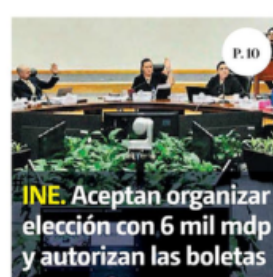 P. 10
INE. Aceptan organizar
elección con 6 mil mdp
y autorizan las boletas